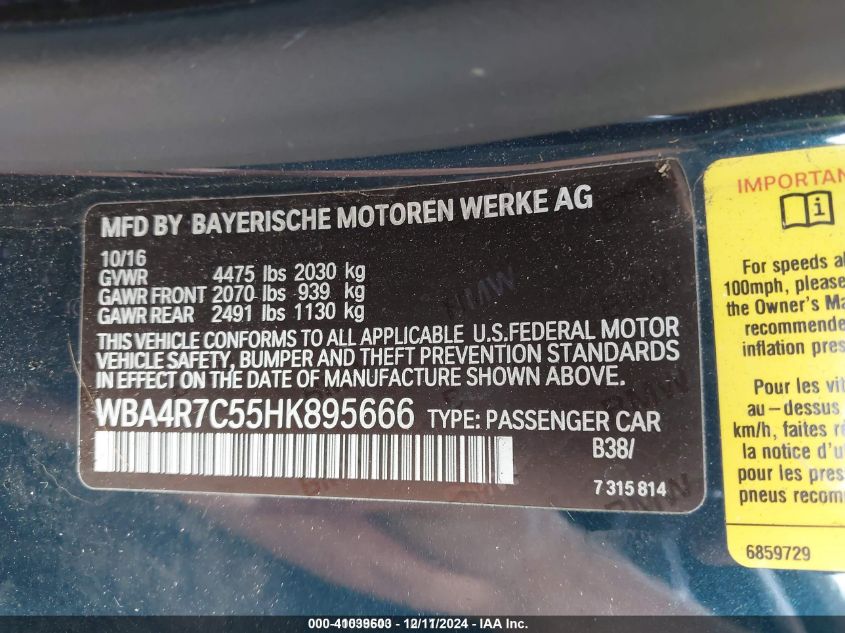 MFD BY BAYERISCHE MOTOREN WERKE AG
10/16
GVWR 4475 lbs 2030 kg
GAWR FRONT 2070 lbs 939 kg
GAWR REAR 2491 lbs 1130 kg
THIS VEHICLE CONFORMS TO ALL APPLICABLE U.S.FEDERAL MOTOR
VEHICLE SAFETY, BUMPER AND THEFT PREVENTION STANDARDS
IN EFFECT ON THE DATE OF MANUFACTURE SHOWN ABOVE.
WBA4R7C55HK895666 TYPE: PASSENGER CAR
B38/
7 315 814
IMPORTAN
For speeds a
100mph, please
the Owner's Ma
recommende
inflation pres
Pour les vit
au-dessus
km/h, faites ré
la notice d'u
pour les pres
pneus recom
6859729
000-41039603 - 12/11/2024 - IAA Inc.